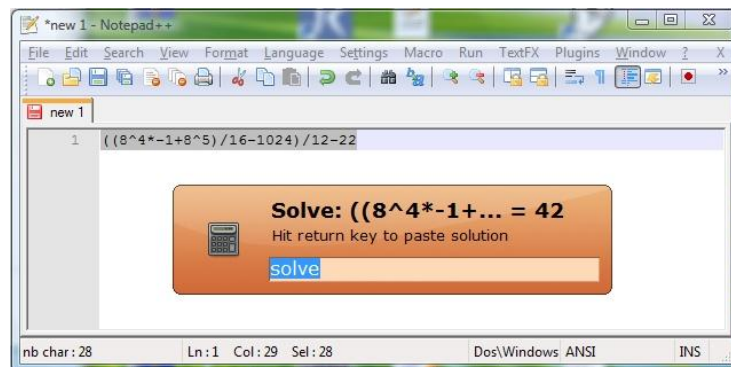 *new 1 - Notepad++
File Edit Search View Format Language Settings Macro Run TextFX Plugins Window ? X
new 1
1 ((8^4*-1+8^5)/16-1024)/12-22
Solve: ((8^4*-1+... = 42
Hit return key to paste solution
solve
nb char : 28 Ln : 1 Col : 29 Sel : 28 Dos\Windows ANSI INS